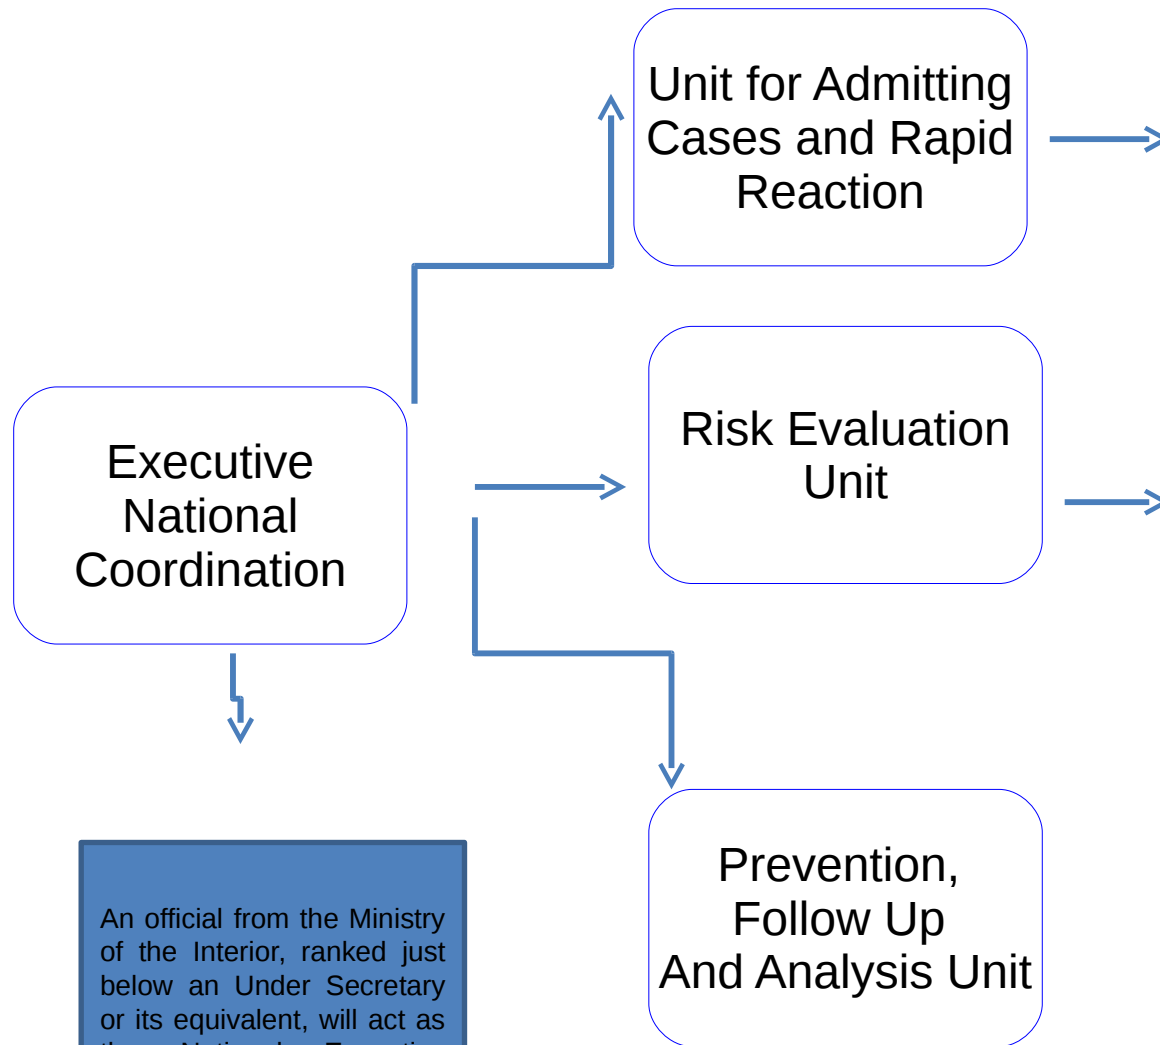 Unit for Admitting
Cases and Rapid
Reaction
Risk Evaluation
Unit
Executive
National
Coordination
Prevention,
Follow Up
And Analysis Unit
An official from the Ministry
of the Interior, ranked just
below an Under Secretary
or its equivalent, will act as